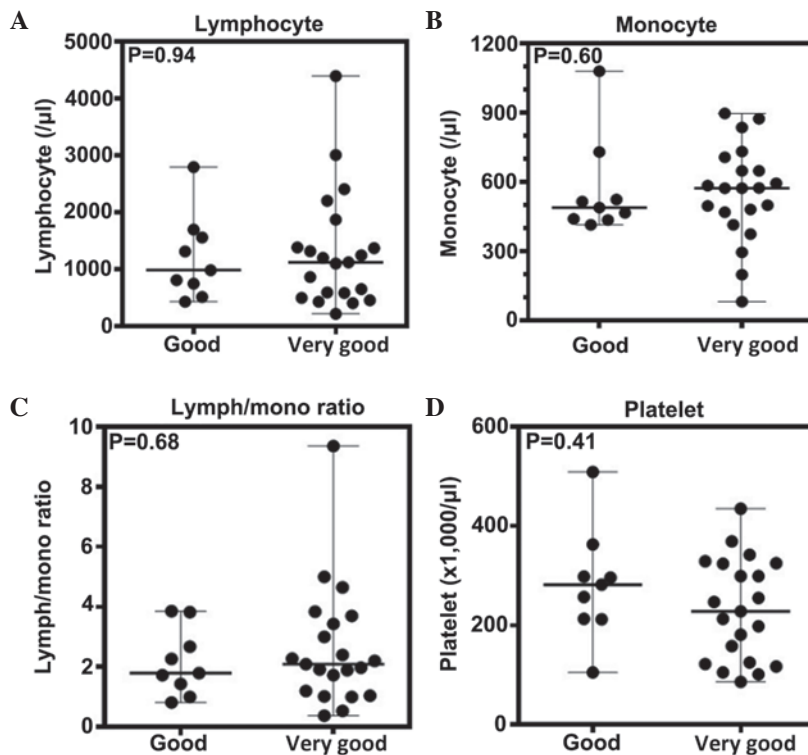 A
Lymphocyte
P=0.94
5000
4000
3000
2000
1000
0
Lymphocyte (/µl)
Good
Very good
B
Monocyte
P=0.60
1200
900
600
300
0
Monocyte (/µl)
Good
Very good
C
Lymph/mono ratio
P=0.68
10
8
6
4
2
0
Lymph/mono ratio
Good
Very good
D
Platelet
P=0.41
600
400
200
0
Platelet (x1,000/µl)
Good
Very good